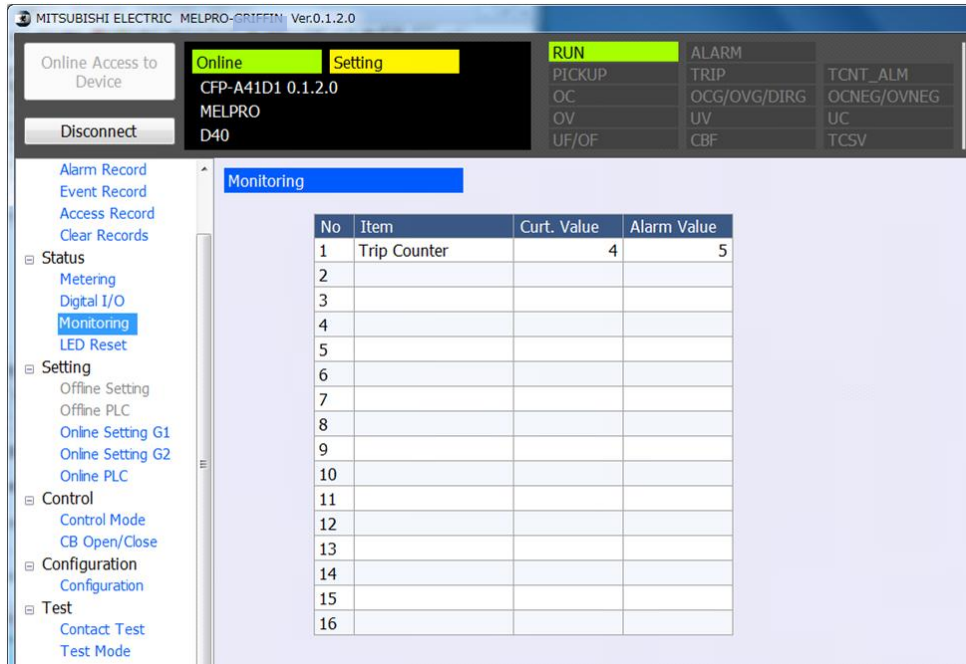 MITSUBISHI ELECTRIC MELPRO-GRIFFIN Ver.0.1.2.0
Online Access to
Device
Disconnect
Online Setting
CFP-A41D1 0.1.2.0
MELPRO
D40
RUN ALARM
PICKUP TRIP TCNT_ALM
OC OCG/OVG/DIRG OCNEG/OVNEG
OV UV UC
UF/OF CBF TCSV
Alarm Record
Event Record
Access Record
Clear Records
Status
Metering
Digital I/O
Monitoring
LED Reset
Setting
Offline Setting
Offline PLC
Online Setting G1
Online Setting G2
Online PLC
Control
Control Mode
CB Open/Close
Configuration
Configuration
Test
Contact Test
Test Mode
Monitoring
No Item Curt. Value Alarm Value
1 Trip Counter 4 5
2
3
4
5
6
7
8
9
10
11
12
13
14
15
16